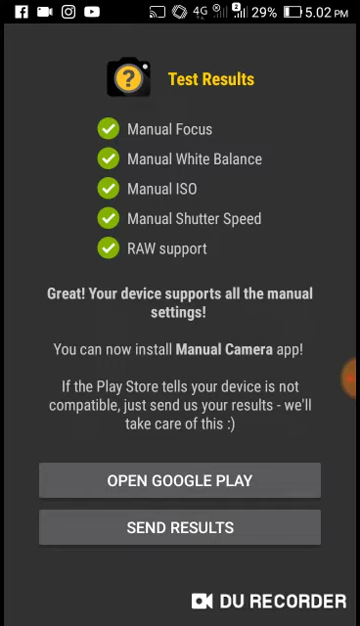 4G 2 29% 5.02 PM
Test Results
Manual Focus
Manual White Balance
Manual ISO
Manual Shutter Speed
RAW support
Great! Your device supports all the manual
settings!
You can now install Manual Camera app!
If the Play Store tells your device is not
compatible, just send us your results - we'll
take care of this :)
OPEN GOOGLE PLAY
SEND RESULTS
DU RECORDER